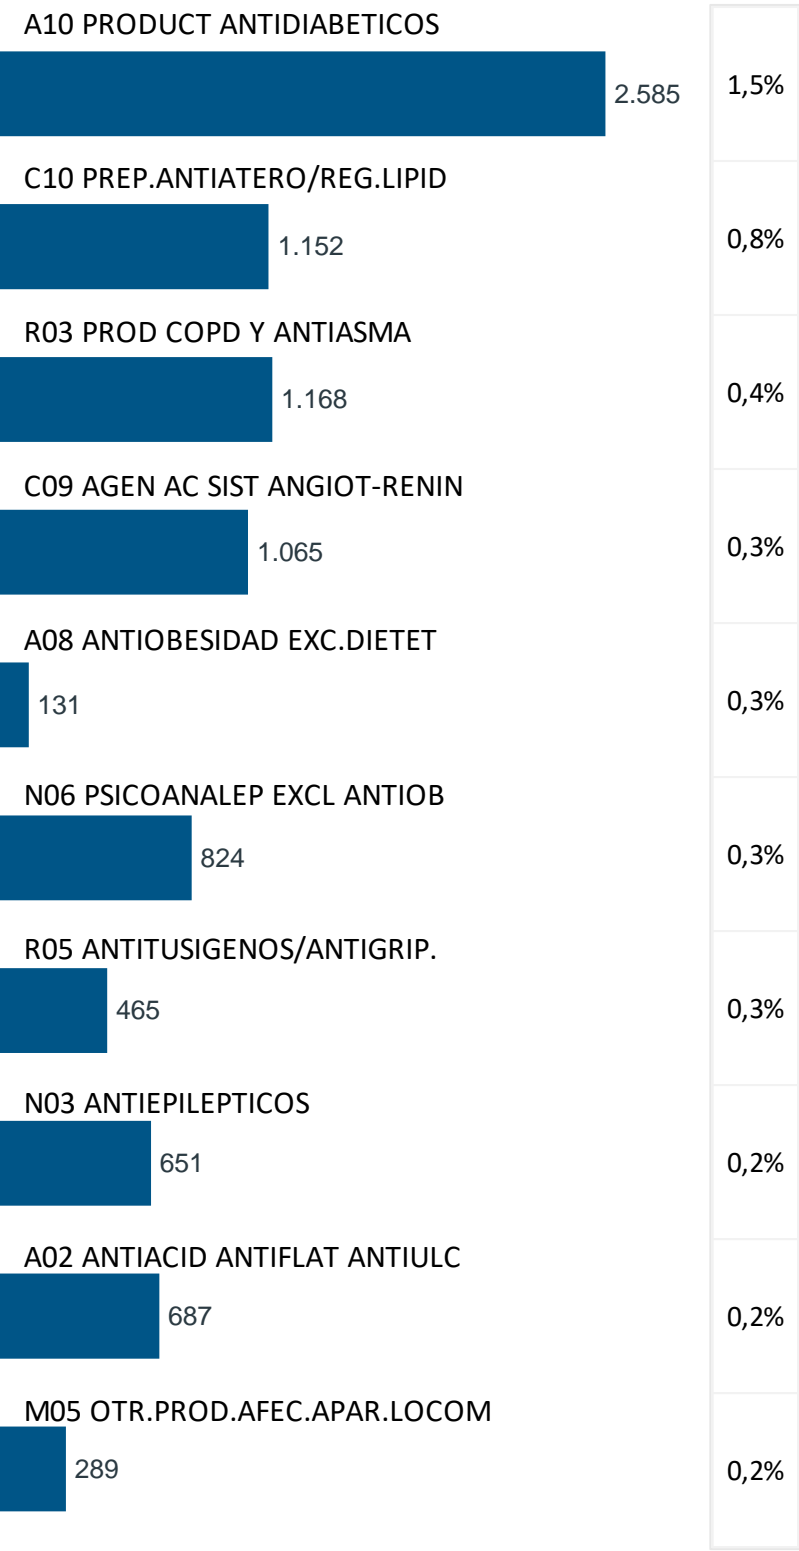 A10 PRODUCT ANTIDIABETICOS
2.585 1,5%
C10 PREP.ANTIATERO/REG.LIPID
1.152 0,8%
R03 PROD COPD Y ANTIASMA
1.168 0,4%
C09 AGEN AC SIST ANGIOT-RENIN
1.065 0,3%
A08 ANTIOBESIDAD EXC.DIETET
131 0,3%
N06 PSICOANALEP EXCL ANTIOB
824 0,3%
R05 ANTITUSIGENOS/ANTIGRIP.
465 0,3%
N03 ANTIEPILEPTICOS
651 0,2%
A02 ANTIACID ANTIFLAT ANTIULC
687 0,2%
M05 OTR.PROD.AFEC.APAR.LOCOM
289 0,2%